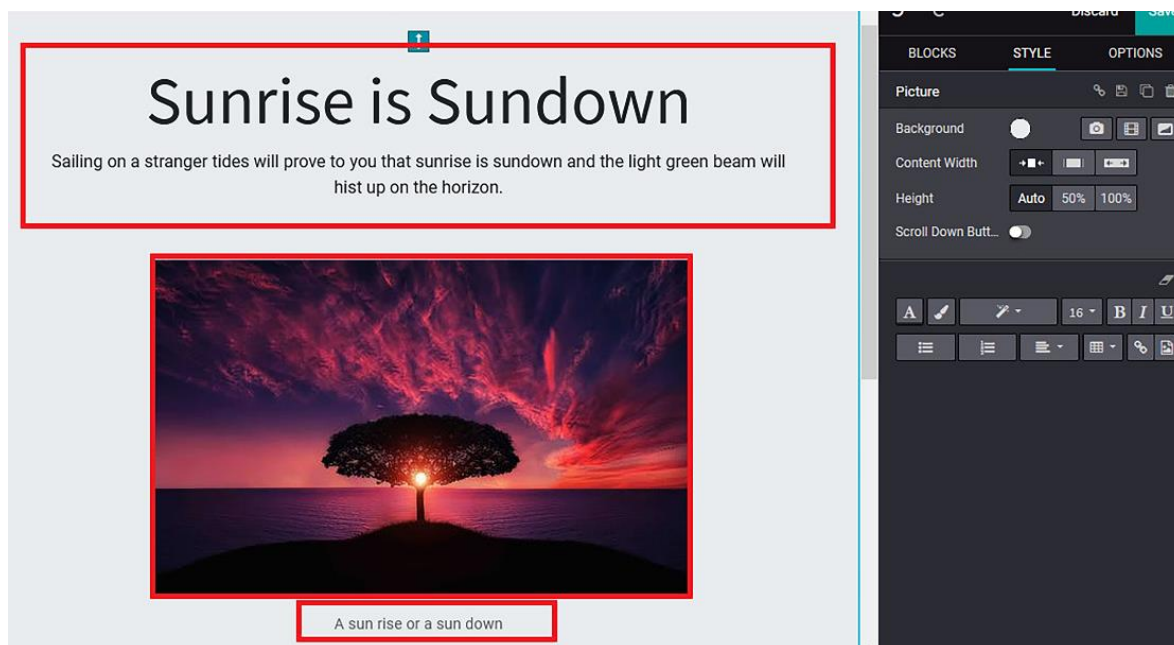 Discard Save
BLOCKS STYLE OPTIONS
Sunrise is Sundown
Sailing on a stranger tides will prove to you that sunrise is sundown and the light green beam will
hist up on the horizon.
A sun rise or a sun down
Picture
Background
Content Width
Height Auto 50% 100%
Scroll Down Butt...
A 16 B I U